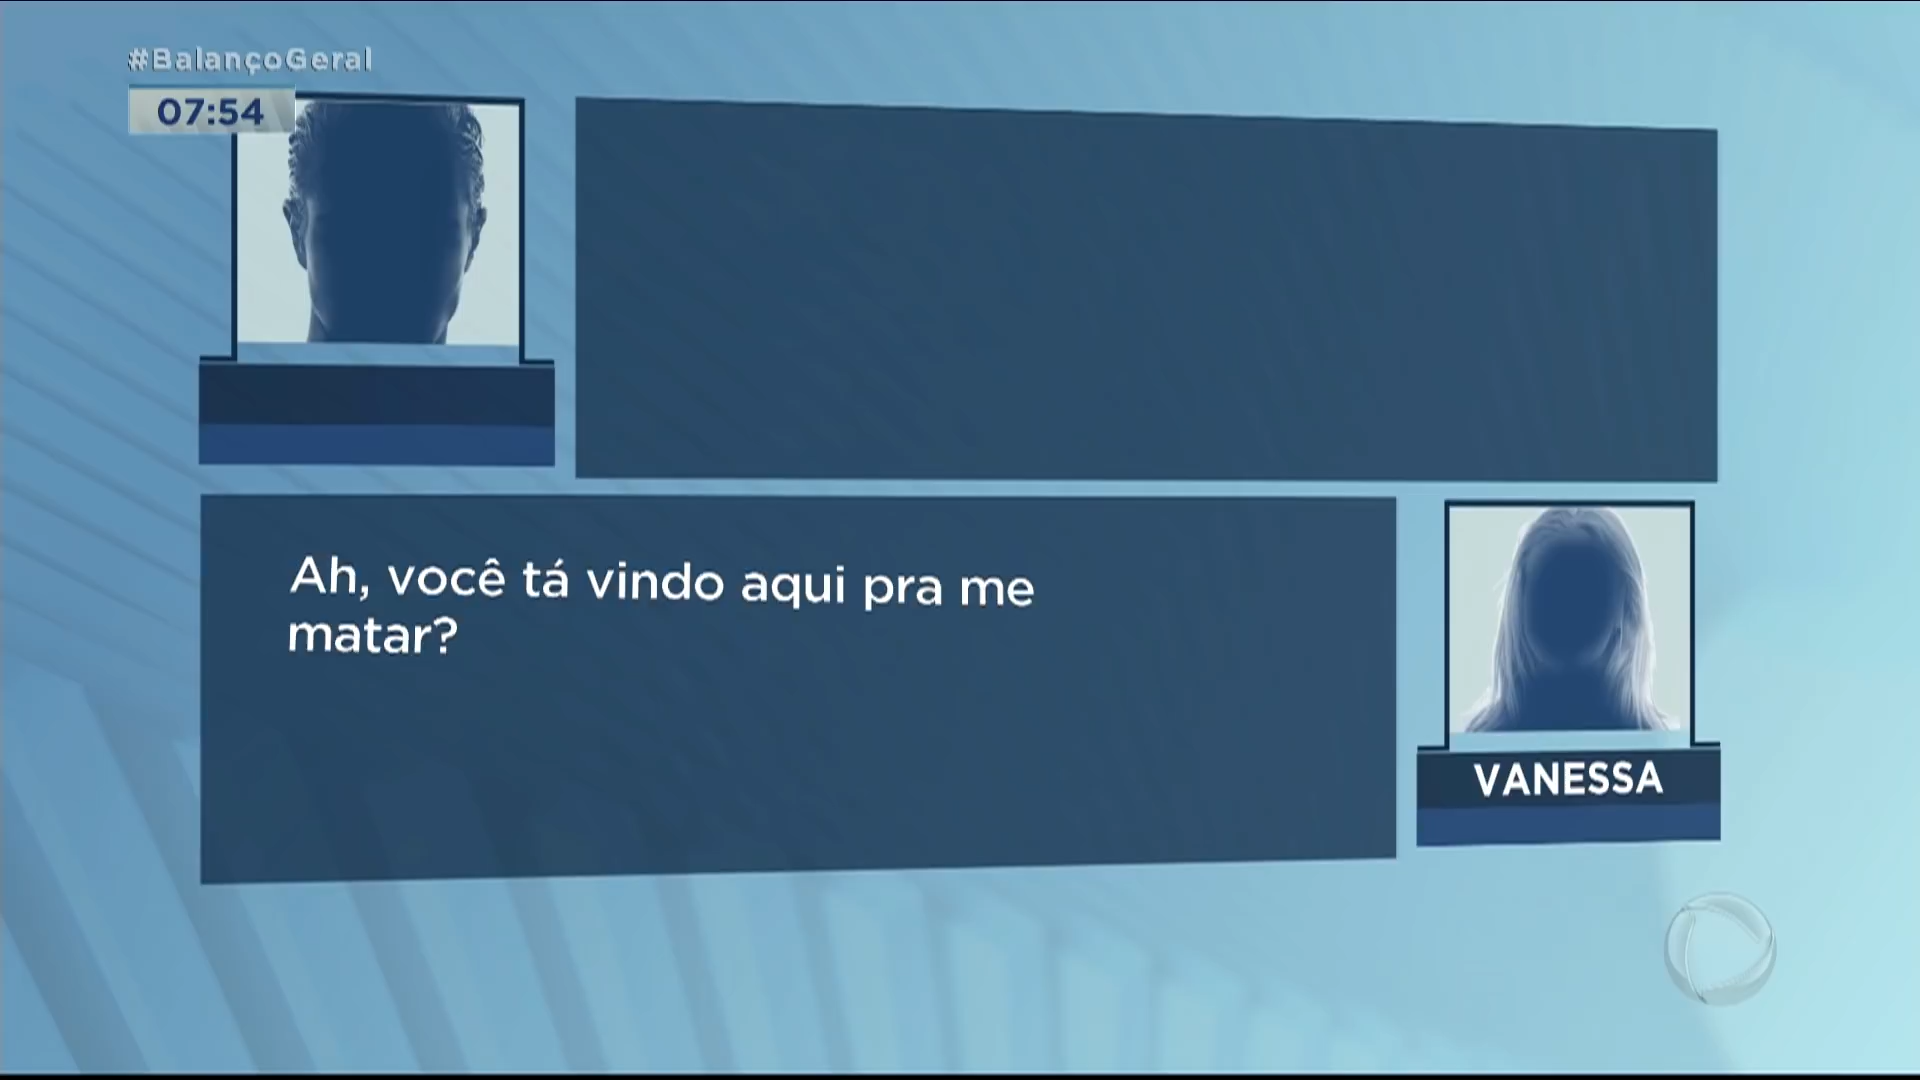 #BalançoGeral
07:54
Ah, você tá vindo aqui pra me
matar?
VANESSA